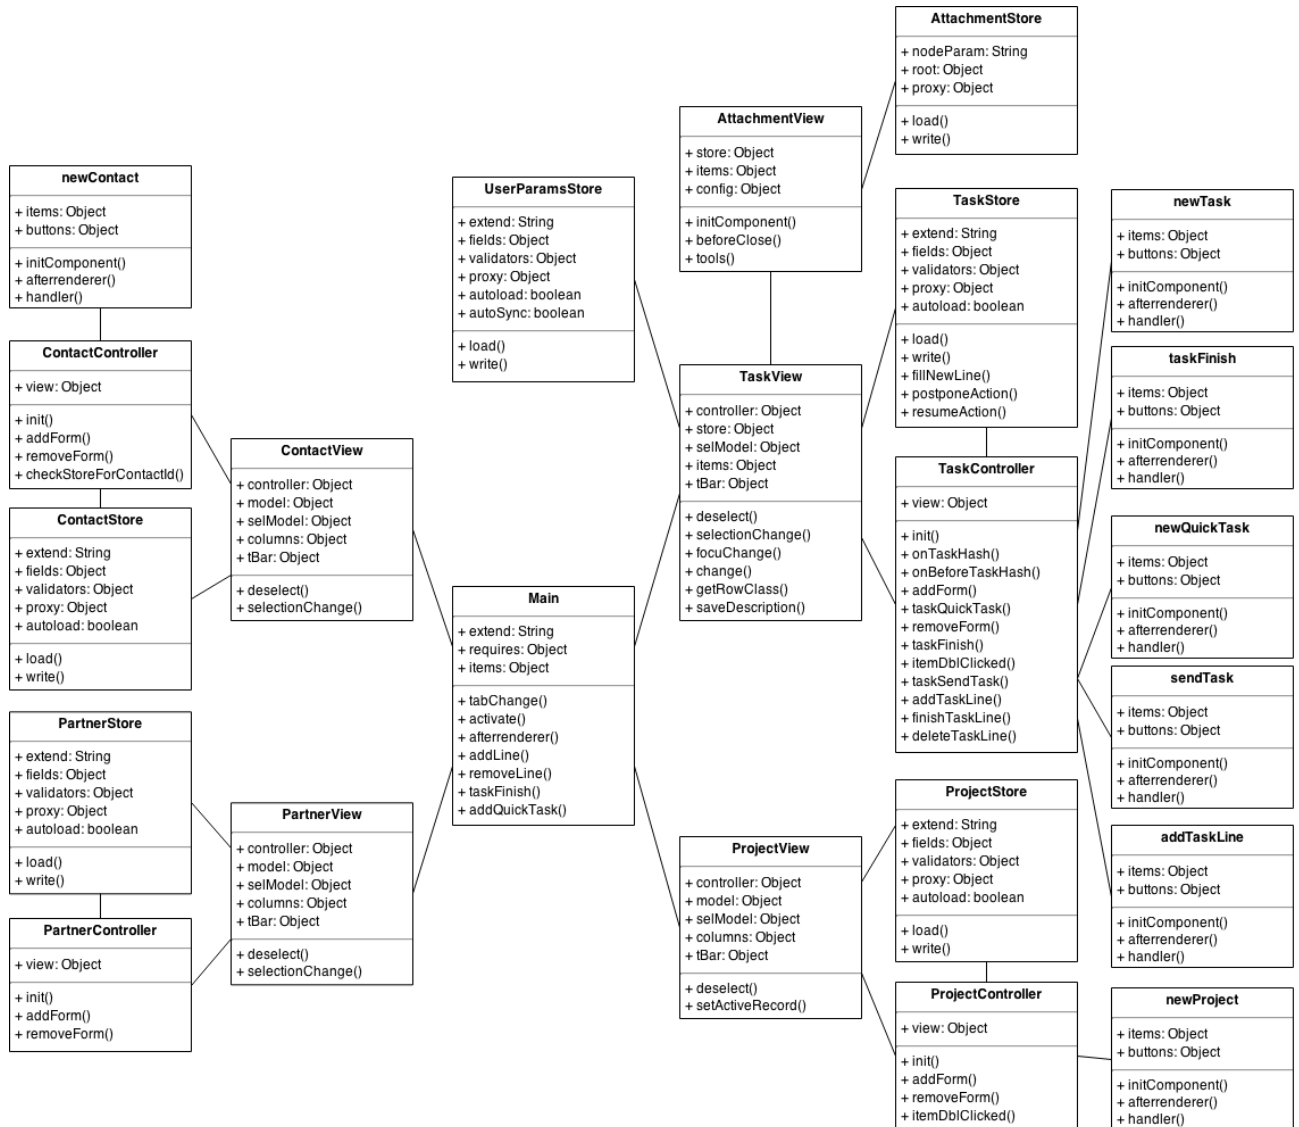 AttachmentStore
+ nodeParam: String
+ root: Object
+ proxy: Object
+ load()
+ write()
AttachmentView
+ store: Object
+ items: Object
+ config: Object
+ initComponent()
+ beforeClose()
+ tools()
newContact
+ items: Object
+ buttons: Object
+ initComponent()
+ afterrenderer()
+ handler()
UserParamsStore
+ extend: String
+ fields: Object
+ validators: Object
+ proxy: Object
+ autoload: boolean
+ autoSync: boolean
+ load()
+ write()
TaskStore
+ extend: String
+ fields: Object
+ validators: Object
+ proxy: Object
+ autoload: boolean
+ load()
+ write()
+ fillNewLine()
+ postponeAction()
+ resumeAction()
newTask
+ items: Object
+ buttons: Object
+ initComponent()
+ afterrenderer()
+ handler()
ContactController
+ view: Object
+ init()
+ addForm()
+ removeForm()
+ checkStoreForContactId()
taskFinish
+ items: Object
+ buttons: Object
+ initComponent()
+ afterrenderer()
+ handler()
TaskView
+ controller: Object
+ store: Object
+ selModel: Object
+ items: Object
+ tBar: Object
+ deselect()
+ selectionChange()
+ focuChange()
+ change()
+ getRowClass()
+ saveDescription()
ContactView
+ controller: Object
+ model: Object
+ selModel: Object
+ columns: Object
+ tBar: Object
+ deselect()
+ selectionChange()
TaskController
+ view: Object
+ init()
+ onTaskHash()
+ onBeforeTaskHash()
+ addForm()
+ taskQuickTask()
+ removeForm()
+ taskFinish()
+ itemDblClicked()
+ taskSendTask()
+ addTaskLine()
+ finishTaskLine()
+ deleteTaskLine()
ContactStore
+ extend: String
+ fields: Object
+ validators: Object
+ proxy: Object
+ autoload: boolean
+ load()
+ write()
newQuickTask
+ items: Object
+ buttons: Object
+ initComponent()
+ afterrenderer()
+ handler()
Main
+ extend: String
+ requires: Object
+ items: Object
+ tabChange()
+ activate()
+ afterrenderer()
+ addLine()
+ removeLine()
+ taskFinish()
+ addQuickTask()
sendTask
+ items: Object
+ buttons: Object
+ initComponent()
+ afterrenderer()
+ handler()
PartnerStore
+ extend: String
+ fields: Object
+ validators: Object
+ proxy: Object
+ autoload: boolean
+ load()
+ write()
ProjectStore
+ extend: String
+ fields: Object
+ validators: Object
+ proxy: Object
+ autoload: boolean
+ load()
+ write()
PartnerView
+ controller: Object
+ model: Object
+ selModel: Object
+ columns: Object
+ tBar: Object
+ deselect()
+ selectionChange()
addTaskLine
+ items: Object
+ buttons: Object
+ initComponent()
+ afterrenderer()
+ handler()
ProjectView
+ controller: Object
+ model: Object
+ selModel: Object
+ columns: Object
+ tBar: Object
+ deselect()
+ setActiveRecord()
PartnerController
+ view: Object
+ init()
+ addForm()
+ removeForm()
ProjectController
+ view: Object
+ init()
+ addForm()
+ removeForm()
+ itemDblClicked()
newProject
+ items: Object
+ buttons: Object
+ initComponent()
+ afterrenderer()
+ handler()